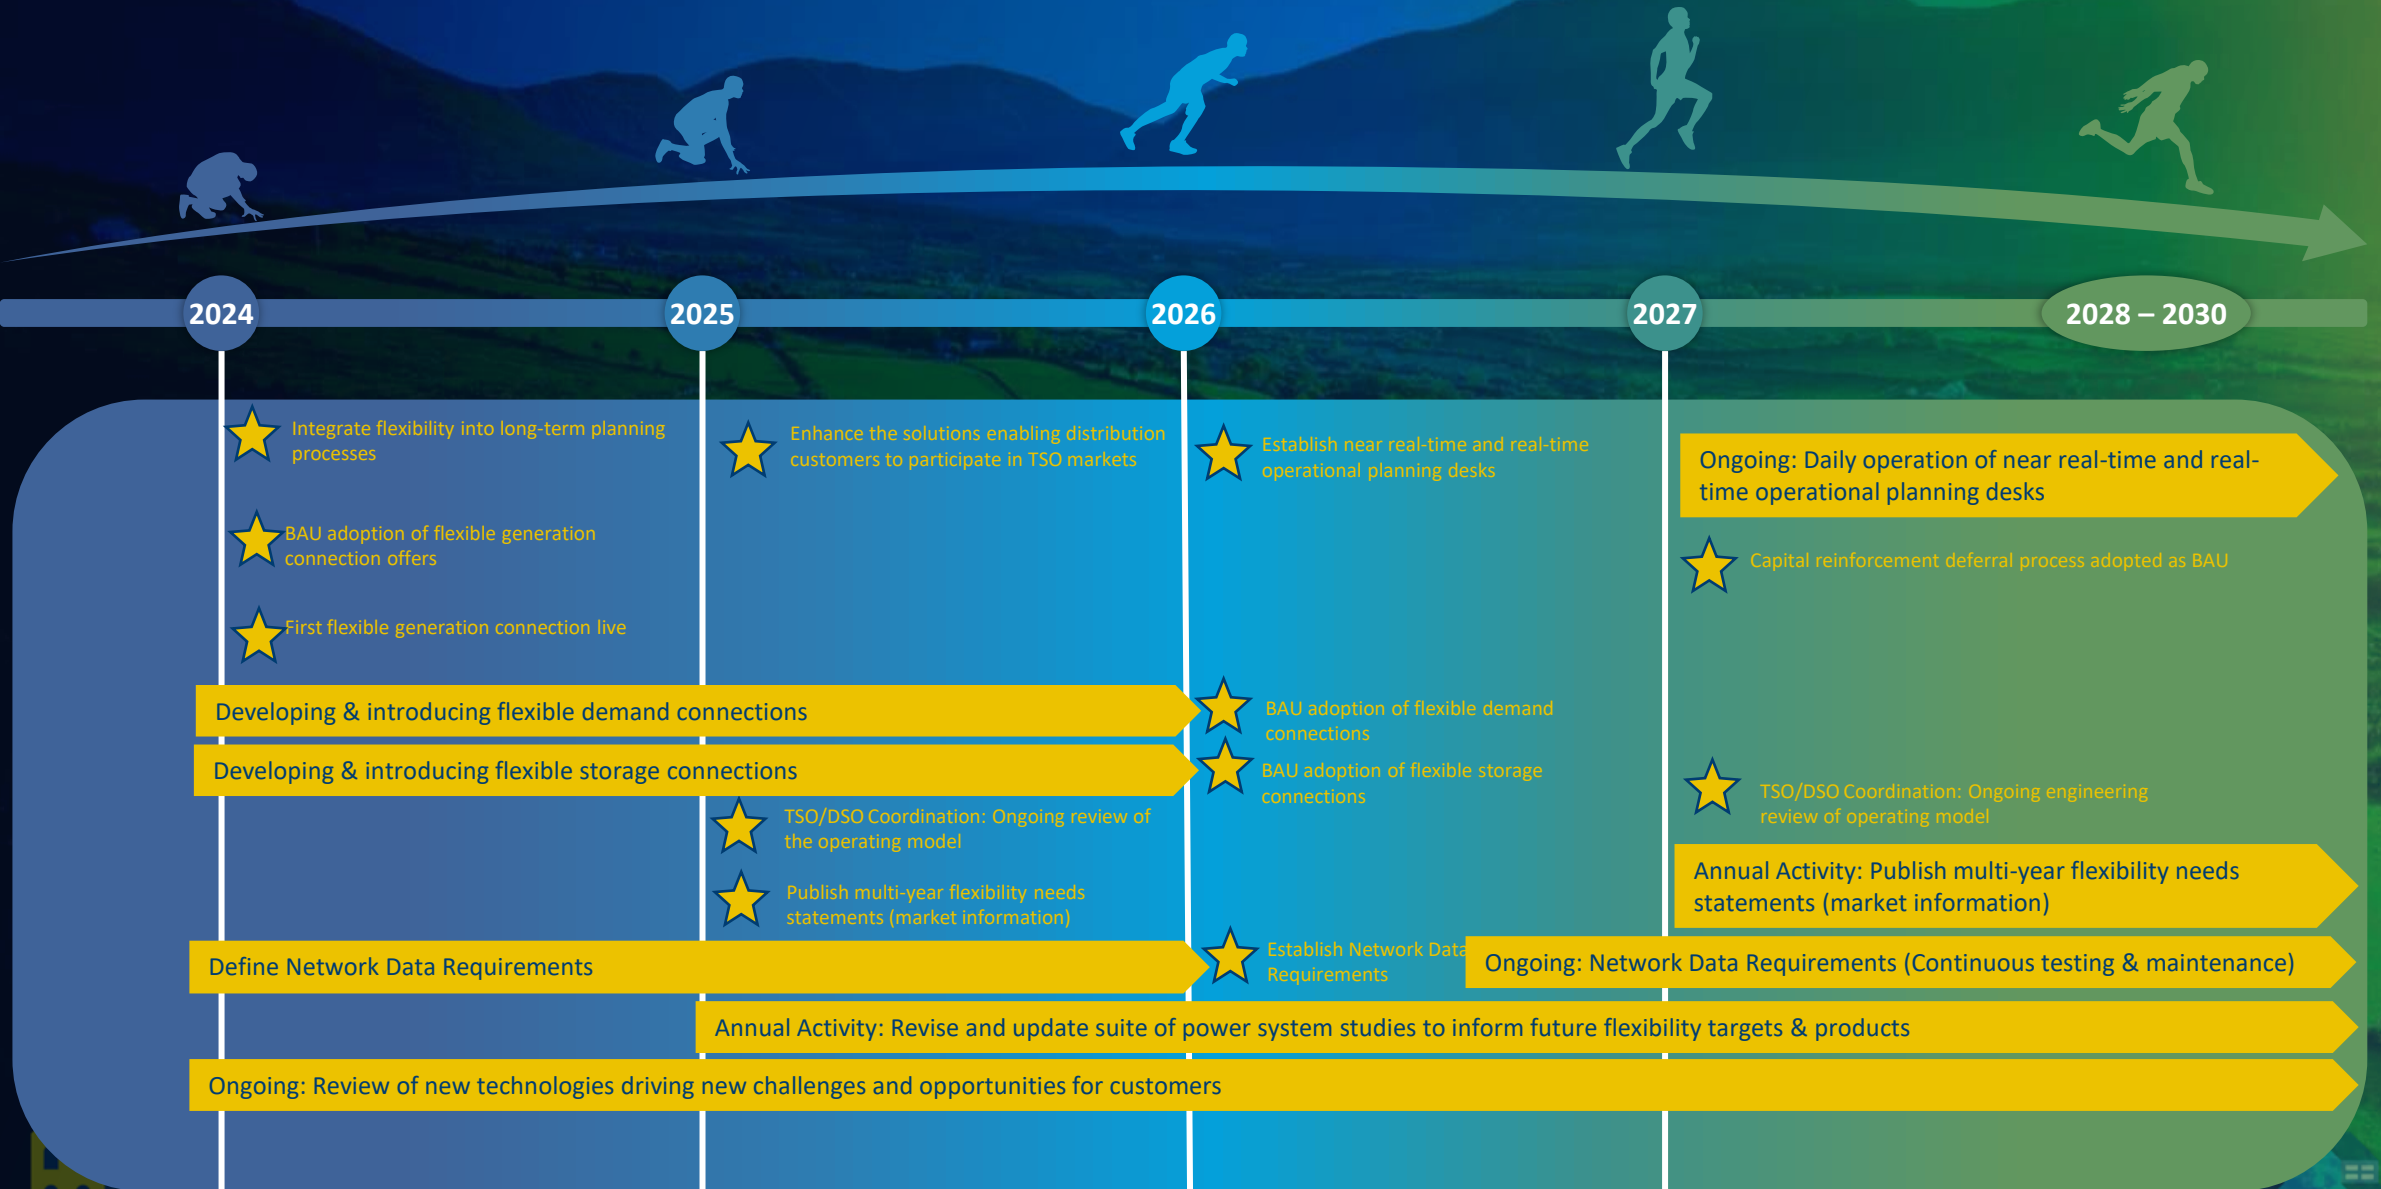 2024
2025
2026
2027
2028 – 2030
Integrate flexibility into long-term planning
processes
BAU adoption of flexible generation
connection offers
First flexible generation connection live
Enhance the solutions enabling distribution
customers to participate in TSO markets
Establish near real-time and real-time
operational planning desks
Ongoing: Daily operation of near real-time and real-
time operational planning desks
Capital reinforcement deferral process adopted as BAU
Developing & introducing flexible demand connections
BAU adoption of flexible demand
connections
Developing & introducing flexible storage connections
BAU adoption of flexible storage
connections
TSO/DSO Coordination: Ongoing review of
the operating model
TSO/DSO Coordination: Ongoing engineering
review of operating model
Publish multi-year flexibility needs
statements (market information)
Annual Activity: Publish multi-year flexibility needs
statements (market information)
Define Network Data Requirements
Establish Network Data
Requirements
Ongoing: Network Data Requirements (Continuous testing & maintenance)
Annual Activity: Revise and update suite of power system studies to inform future flexibility targets & products
Ongoing: Review of new technologies driving new challenges and opportunities for customers